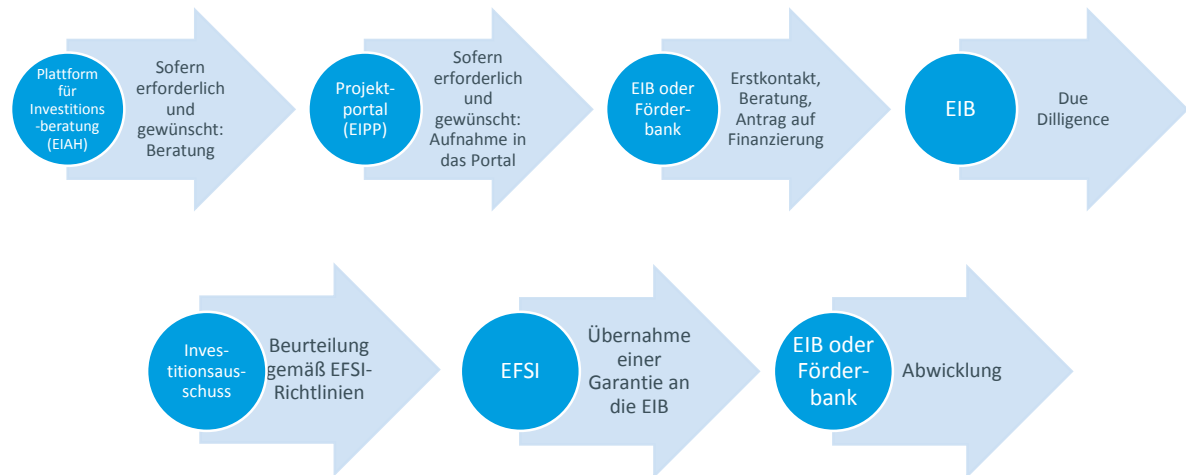 Plattform
für
Investitions
-beratung
(EIAH)
Sofern
erforderlich
und
gewünscht:
Beratung
Projekt-
portal
(EIPP)
Sofern
erforderlich
und
gewünscht:
Aufnahme in
das Portal
EIB oder
Förder-
bank
Erstkontakt,
Beratung,
Antrag auf
Finanzierung
EIB
Due
Dilligence
Inves-
titionsaus-
schuss
Beurteilung
gemäß EFSI-
Richtlinien
EFSI
Übernahme
einer
Garantie an
die EIB
EIB oder
Förder-
bank
Abwicklung